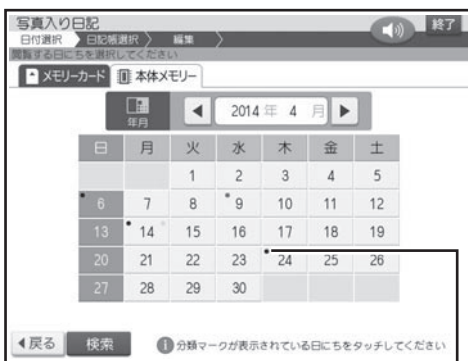 写真入り日記
終了
日付選択 日記帳選択 編集
閲覧する日にちを選択してください
メモリーカード 本体メモリー
年月 2014 年 4 月
日 月 火 水 木 金 土
1 2 3 4 5
6 7 8 9 10 11 12
13 14 15 16 17 18 19
20 21 22 23 24 25 26
27 28 29 30
戻る 検索 分類マークが表示されている日にちをタッチしてください